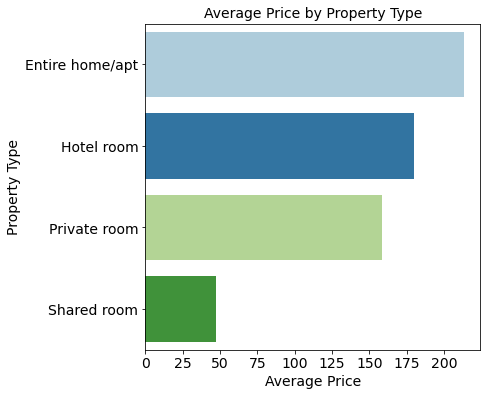 Average Price by Property Type
Property Type
Entire home/apt
Hotel room
Private room
Shared room
0 25 50 75 100 125 150 175 200
Average Price